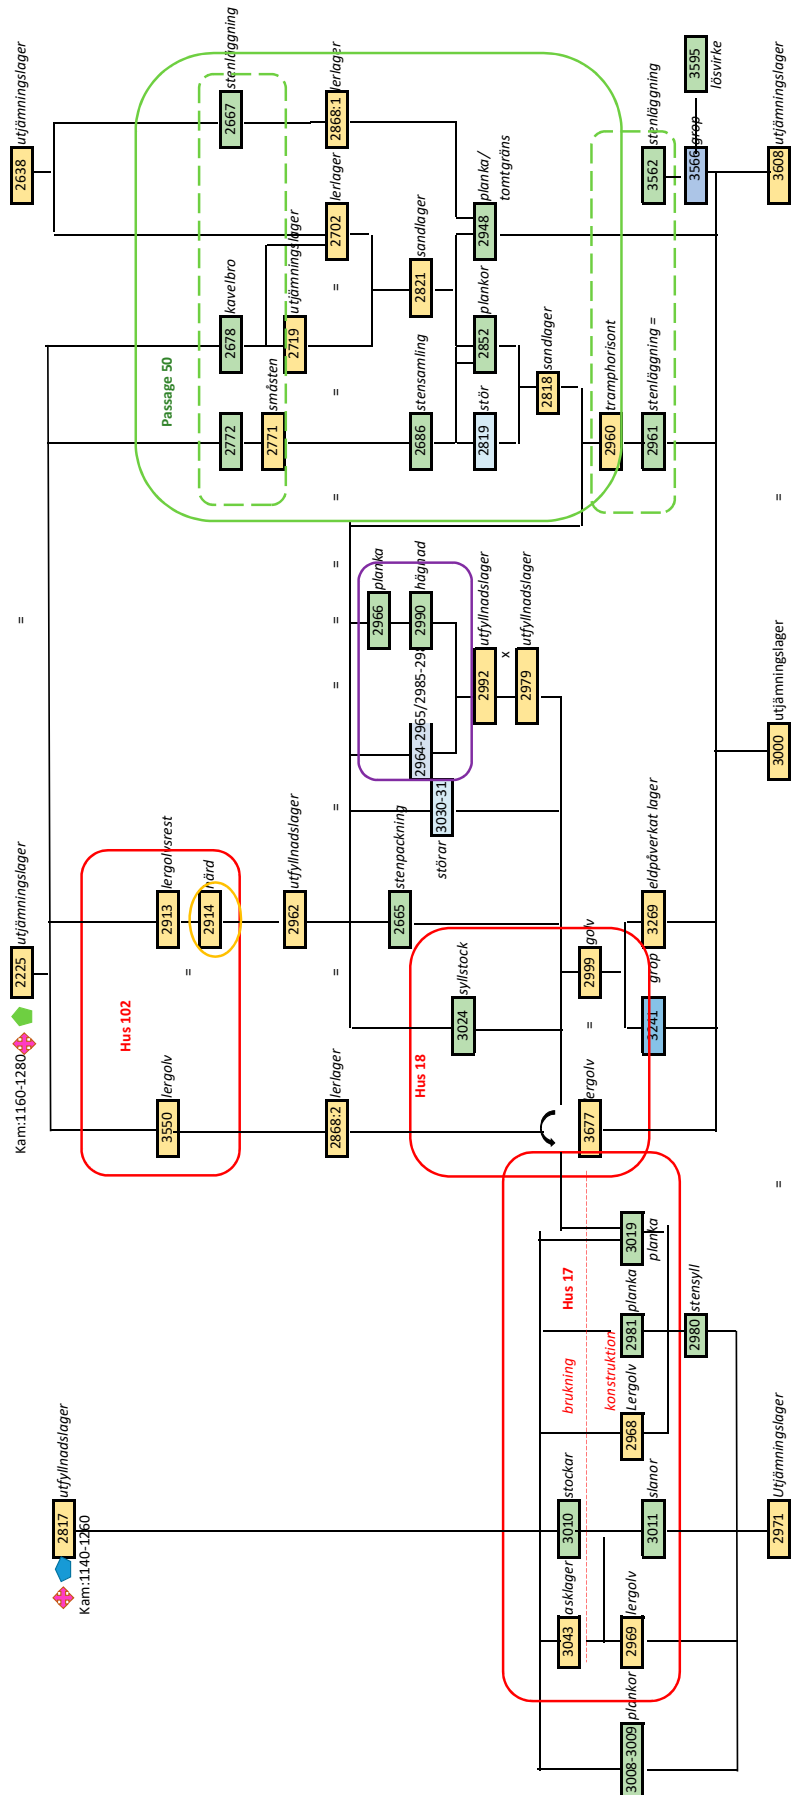 2817 utfyllnadslager
Kam:1140-1260
2225 utjämningslager
Kam:1160-1280
2638 utjämningslager
=
Hus 102
3550 lergolv
2913 lergolvsrest
2914 härd
=
Passage 50
2772
2678 kavelbro
2667 stenläggning
2771 småsten
2719 utjämningslager
2962 utfyllnadslager
2868:2 lerlager
2702 lerlager
2868:1 lerlager
=
=
=
=
=
=
=
=
2966 planka
2990 hägnad
2964-2965/2985-29
3030-31
störar
2665 stenpackning
2686 stensamling
2821 sandlager
Hus 18
3024 syllstock
2992 utfyllnadslager
x
2979 utfyllnadslager
2819 stör
2852 plankor
2948 planka/
tomtgräns
2818 sandlager
3677 lergolv
=
2999 golv
3241 grop
3269 eldpåverkat lager
2960 tramphorisont
2961 stenläggning =
3562 stenläggning
3566 grop
3595 lösvirke
Hus 17
brukning
konstruktion
3043 asklager
3010 stockar
2969 lergolv
3011 slanor
2968 Lergolv
2981 planka
3019
planka
2980 stensyll
3008-3009 plankor
2971 Utjämningslager
=
3000
utjämningslager
=
3608 utjämningslager